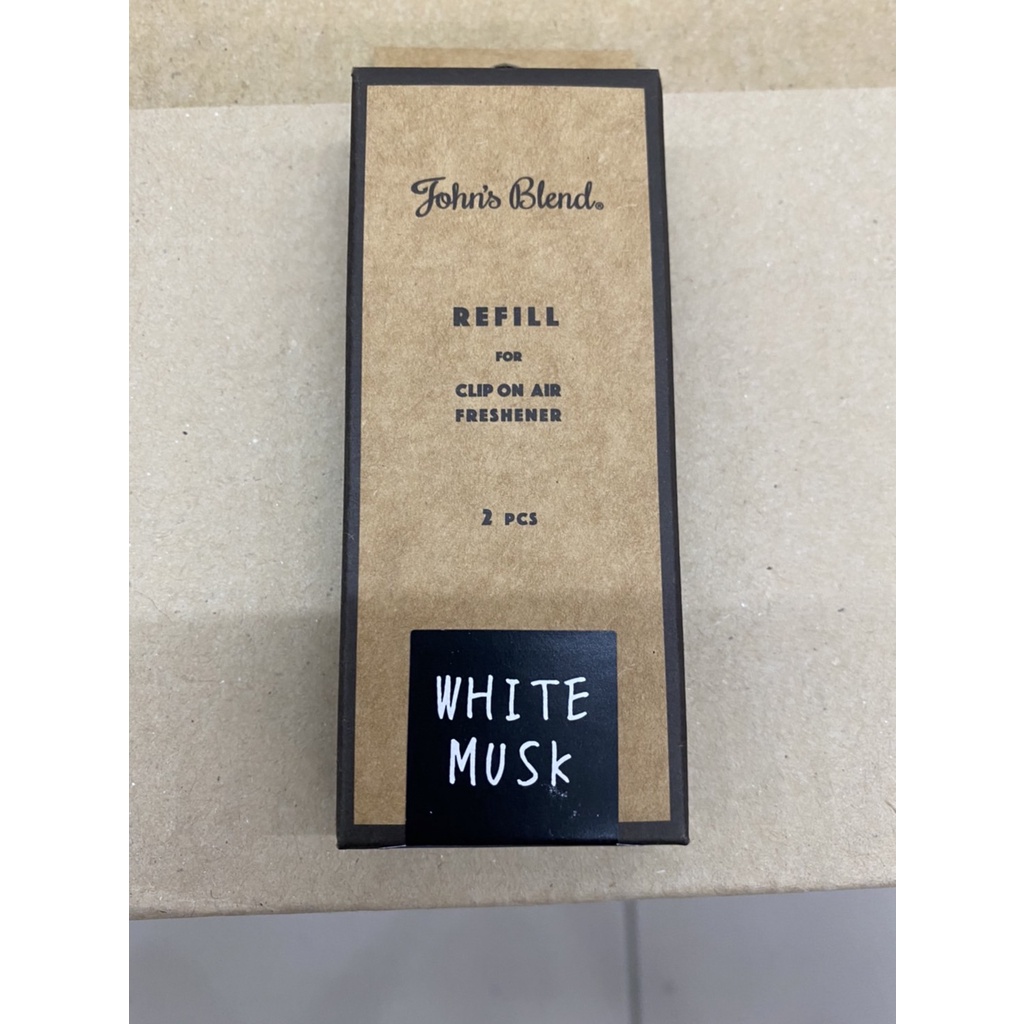 John's Blend®
REFILL
FOR
CLIP ON AIR
FRESHENER
2 PCS
WHITE
MUSK